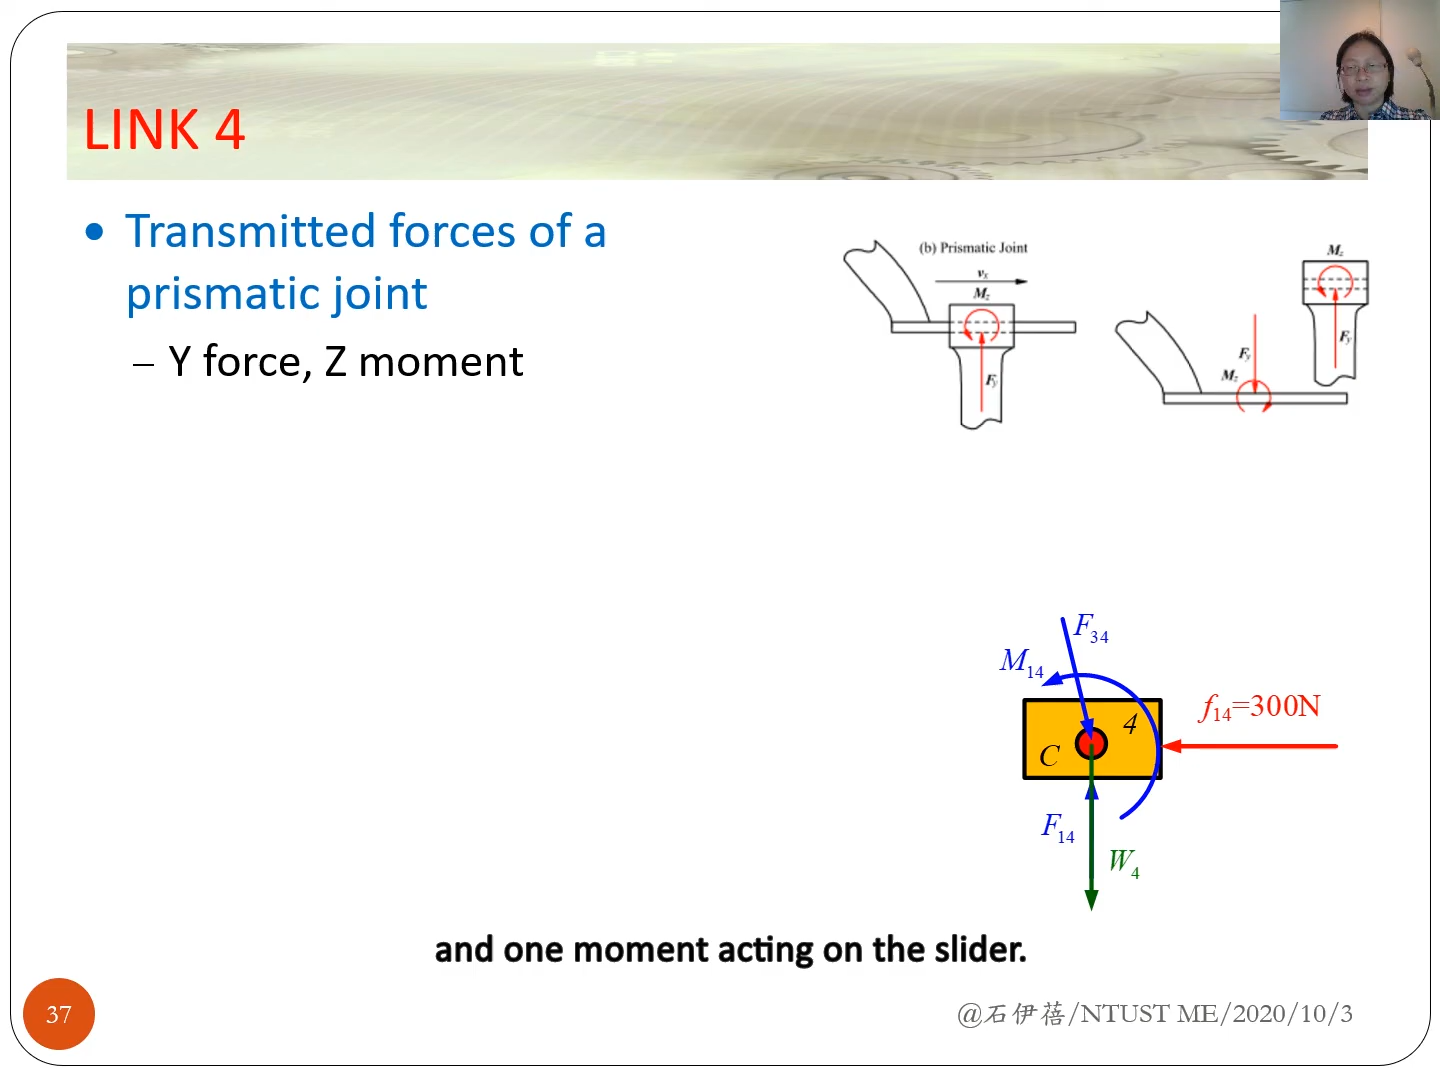 LINK 4
• Transmitted forces of a
prismatic joint
– Y force, Z moment
(b) Prismatic Joint
vx
Mz
Fy
Fy
Mz
Mz
Fy
F34
M14
f14=300N
4
C
F14
W4
and one moment acting on the slider.
37
@石伊蓓/NTUST ME/2020/10/3